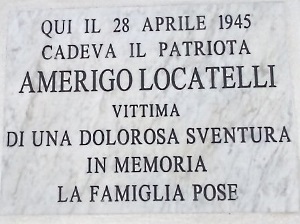 QUI IL 28 APRILE 1945
CADEVA IL PATRIOTA
AMERIGO LOCATELLI
VITTIMA
DI UNA DOLOROSA SVENTURA
IN MEMORIA
LA FAMIGLIA POSE